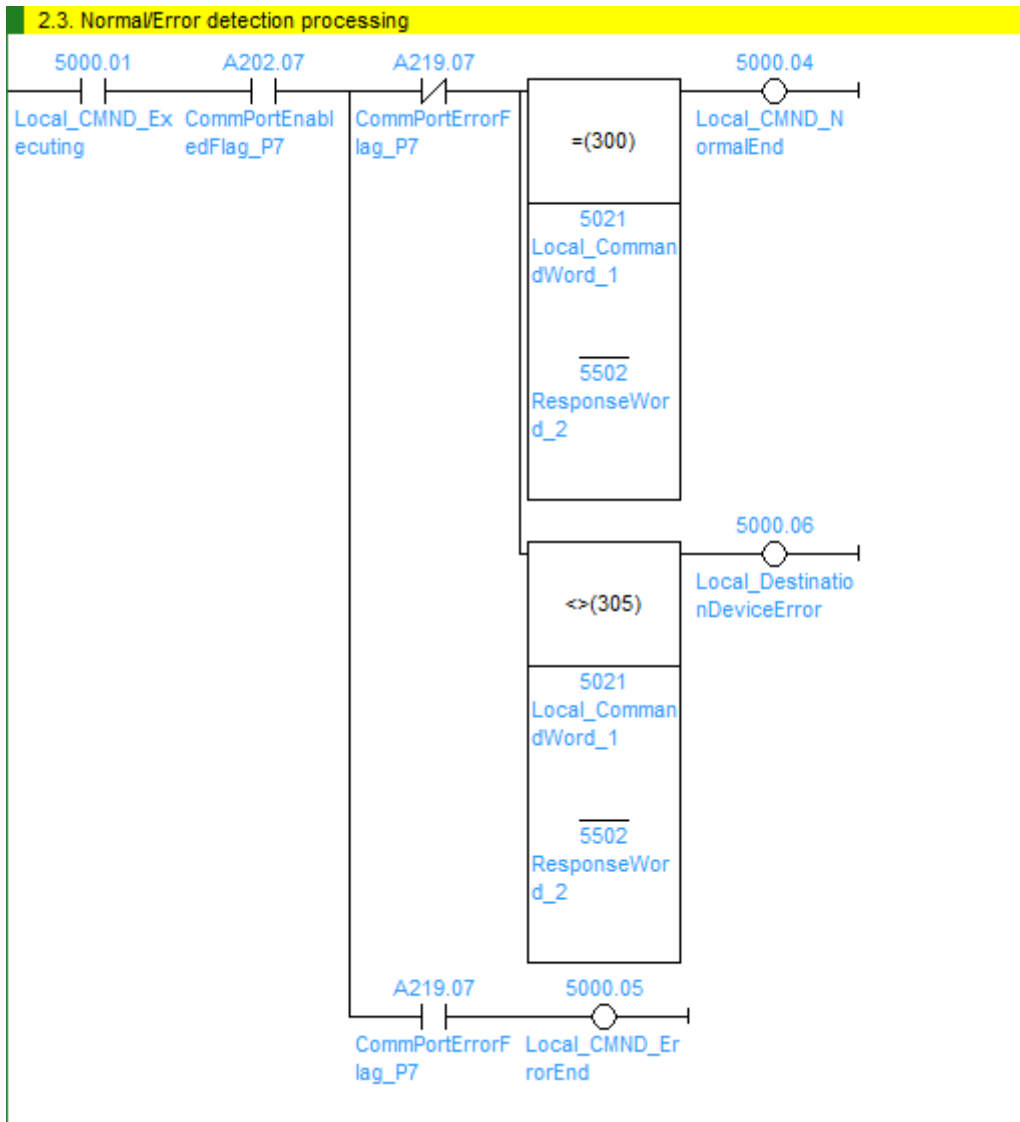 2.3. Normal/Error detection processing
5000.01 A202.07 A219.07 5000.04
Local_CMND_Ex CommPortEnabl CommPortErrorF =(300) Local_CMND_N
ecuting edFlag_P7 lag_P7 ormalEnd
5021
Local_Comman
dWord_1
5502
ResponseWor
d_2
5000.06
<>(305) Local_Destinatio
nDeviceError
5021
Local_Comman
dWord_1
5502
ResponseWor
d_2
A219.07 5000.05
CommPortErrorF Local_CMND_Er
lag_P7 rorEnd